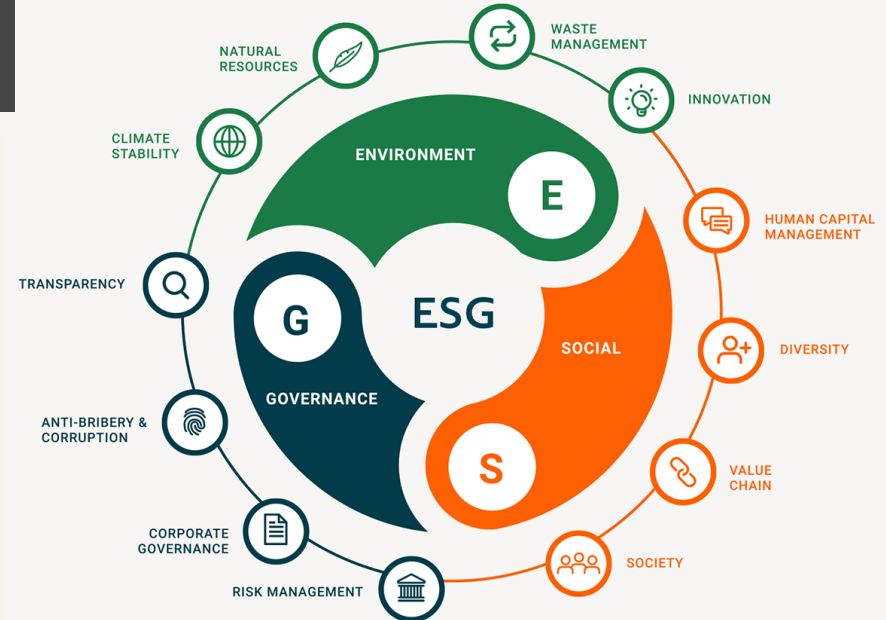 NATURAL
RESOURCES
WASTE
MANAGEMENT
INNOVATION
CLIMATE
STABILITY
ENVIRONMENT
E
HUMAN CAPITAL
MANAGEMENT
TRANSPARENCY
G
ESG
SOCIAL
DIVERSITY
GOVERNANCE
ANTI-BRIBERY &
CORRUPTION
S
VALUE
CHAIN
CORPORATE
GOVERNANCE
SOCIETY
RISK MANAGEMENT